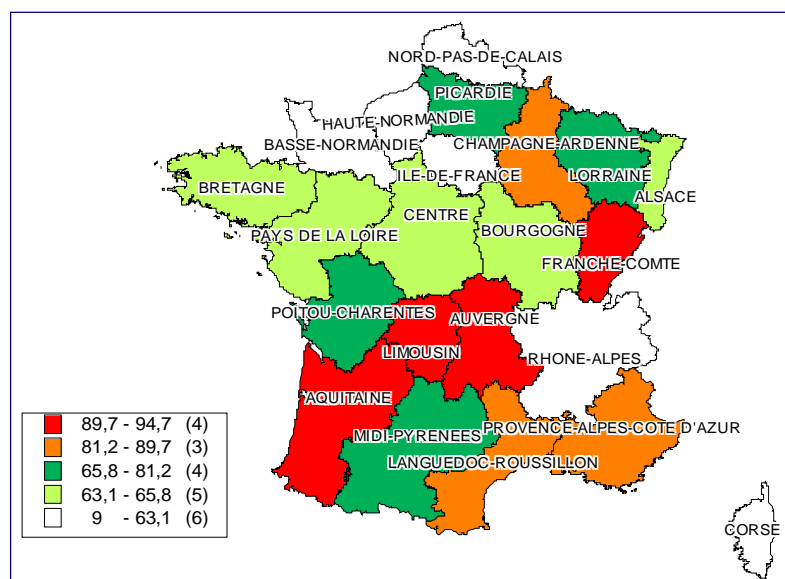 NORD-PAS-DE-CALAIS
PICARDIE
HAUTE-NORMANDIE
BASSE-NORMANDIE
CHAMPAGNE-ARDENNE
ILE-DE-FRANCE
LORRAINE
ALSACE
BRETAGNE
CENTRE
PAYS DE LA LOIRE
BOURGOGNE
FRANCHE-COMTE
POITOU-CHARENTES
AUVERGNE
LIMOUSIN
RHONE-ALPES
AQUITAINE
PROVENCE-ALPES-COTE D'AZUR
MIDI-PYRENEES
LANGUEDOC-ROUSSILLON
CORSE
89,7 - 94,7 (4)
81,2 - 89,7 (3)
65,8 - 81,2 (4)
63,1 - 65,8 (5)
9 - 63,1 (6)